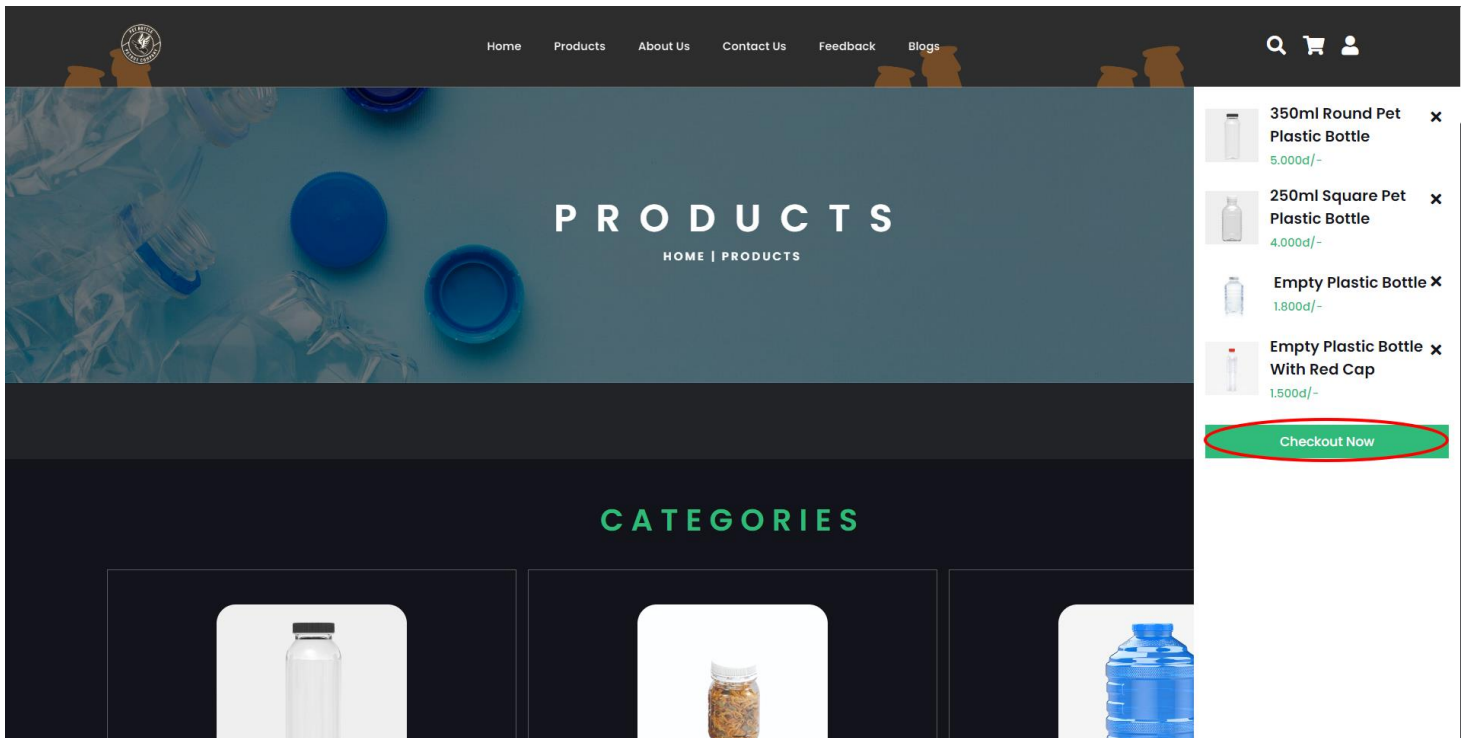 PET BOTTLE
Home Products About Us Contact Us Feedback Blogs
350ml Round Pet
Plastic Bottle
5.000d/-
250ml Square Pet
Plastic Bottle
4.000d/-
Empty Plastic Bottle
1.800d/-
Empty Plastic Bottle
With Red Cap
1.500d/-
Checkout Now
PRODUCTS
HOME | PRODUCTS
CATEGORIES